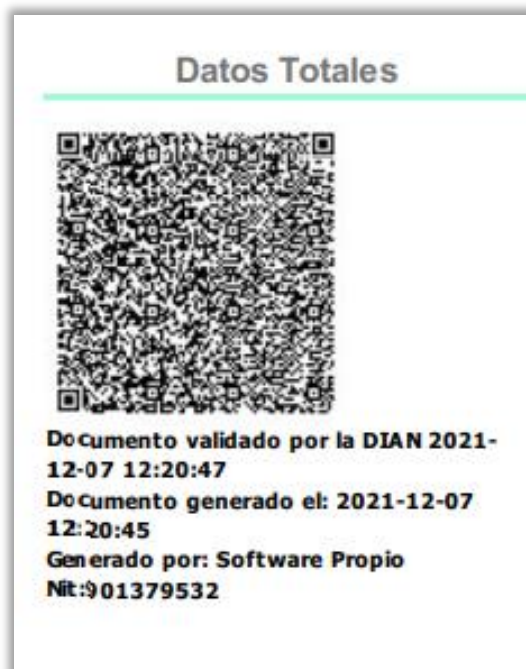 Datos Totales
Documento validado por la DIAN 2021-
12-07 12:20:47
Documento generado el: 2021-12-07
12:20:45
Generado por: Software Propio
Nit:901379532